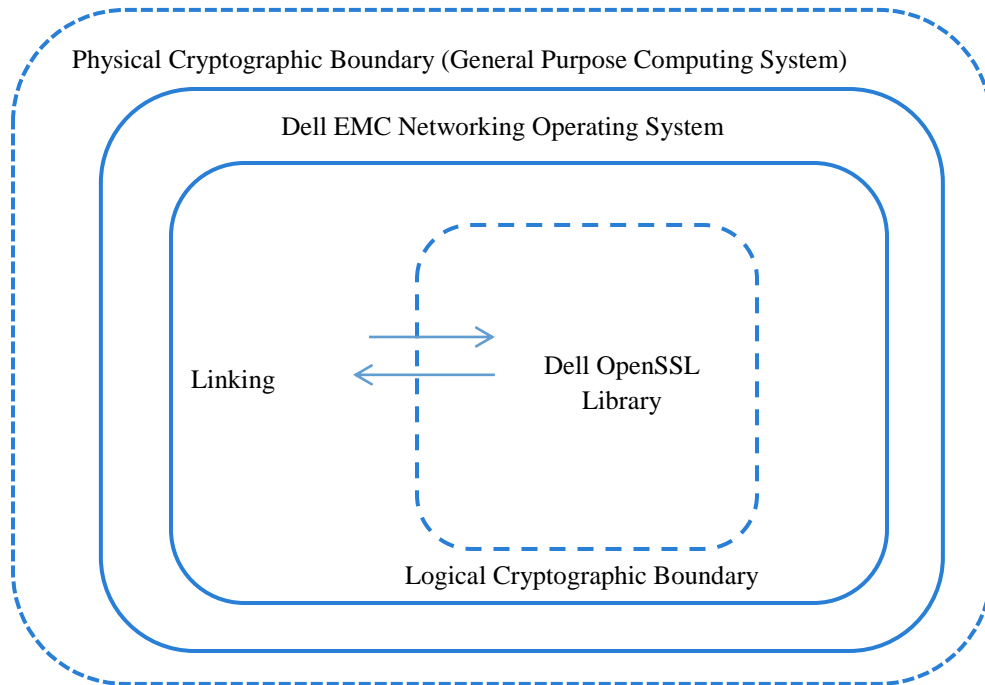 Physical Cryptographic Boundary (General Purpose Computing System)
Dell EMC Networking Operating System
Linking
Dell OpenSSL
Library
Logical Cryptographic Boundary